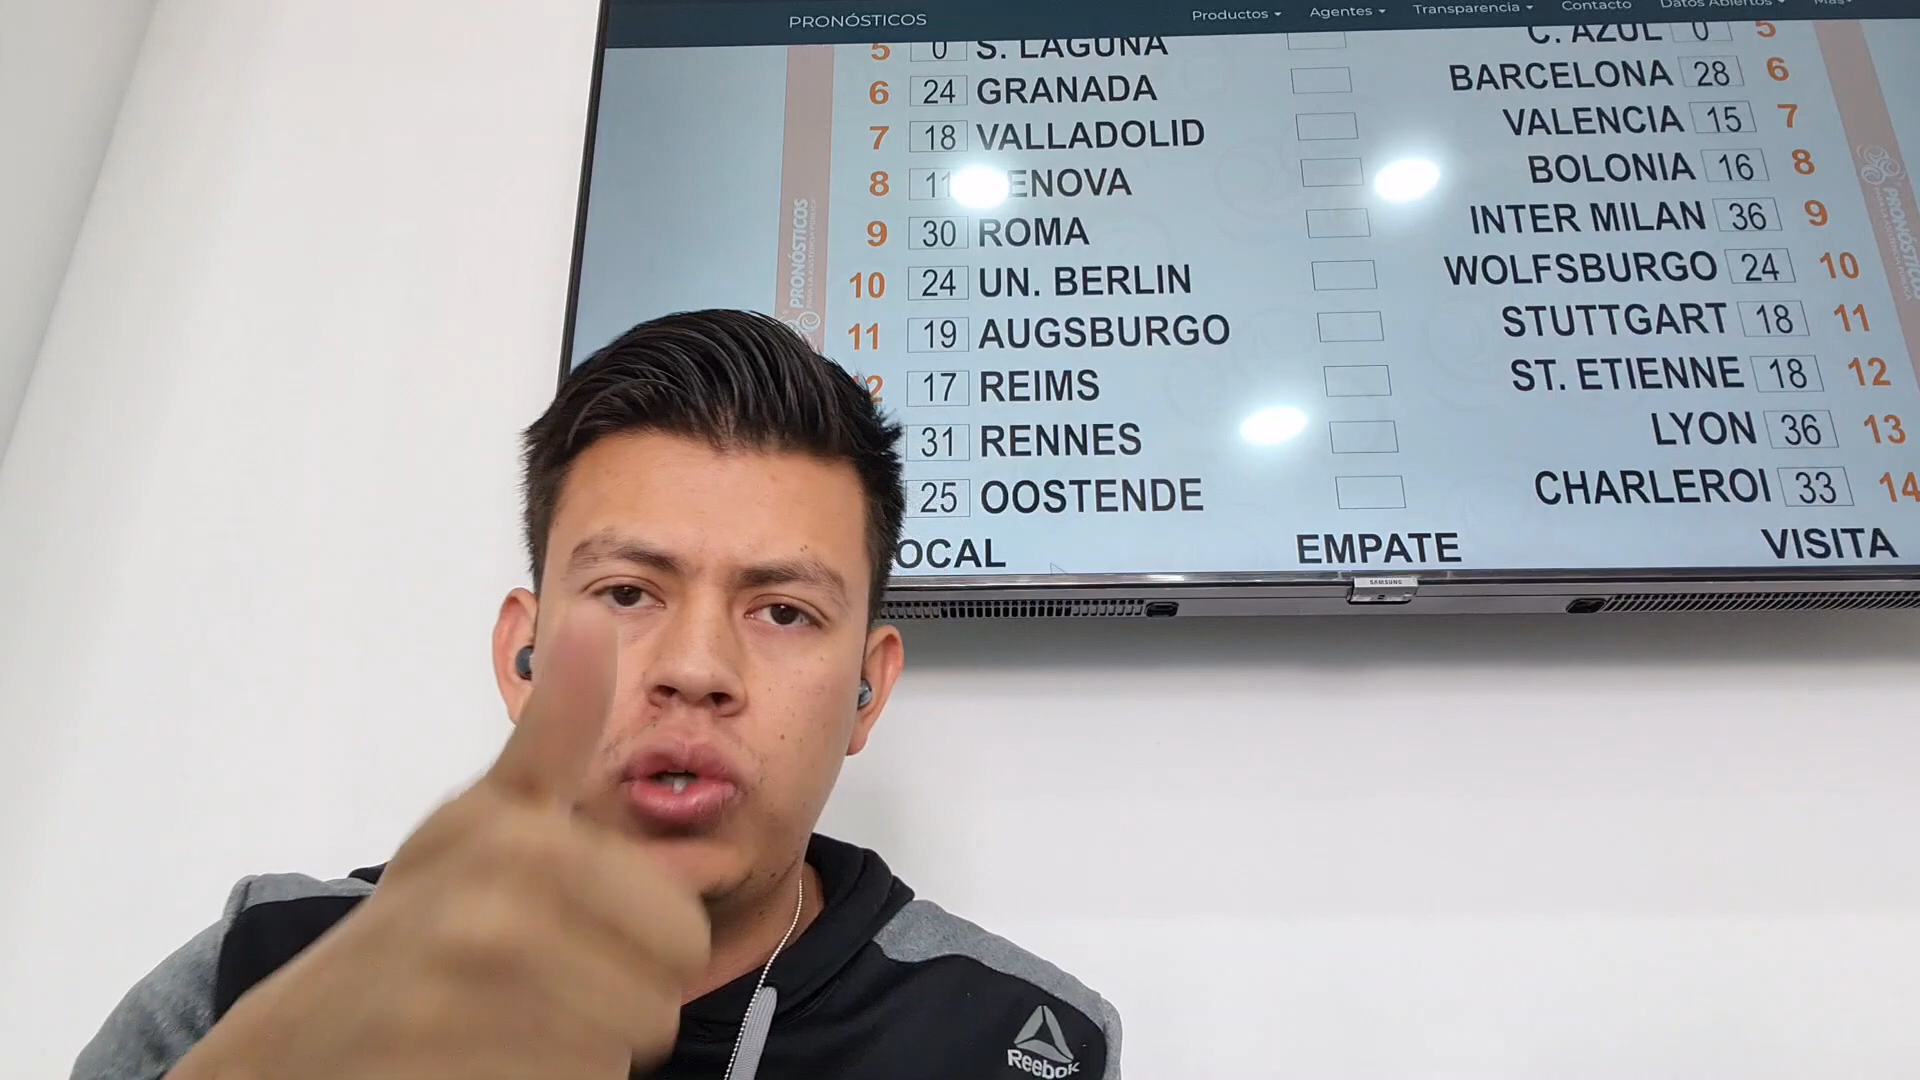 PRONÓSTICOS Productos Agentes Transparencia Contacto Datos Abiertos Más
5 0 S. LAGUNA C. AZUL 0 5
6 24 GRANADA BARCELONA 28 6
7 18 VALLADOLID VALENCIA 15 7
8 11 ENOVA BOLONIA 16 8
9 30 ROMA INTER MILAN 36 9
10 24 UN. BERLIN WOLFSBURGO 24 10
11 19 AUGSBURGO STUTTGART 18 11
2 17 REIMS ST. ETIENNE 18 12
31 RENNES LYON 36 13
25 OOSTENDE CHARLEROI 33 14
OCAL EMPATE VISITA
PRONÓSTICOS
PRONÓSTICOS
SAMSUNG
Reebok